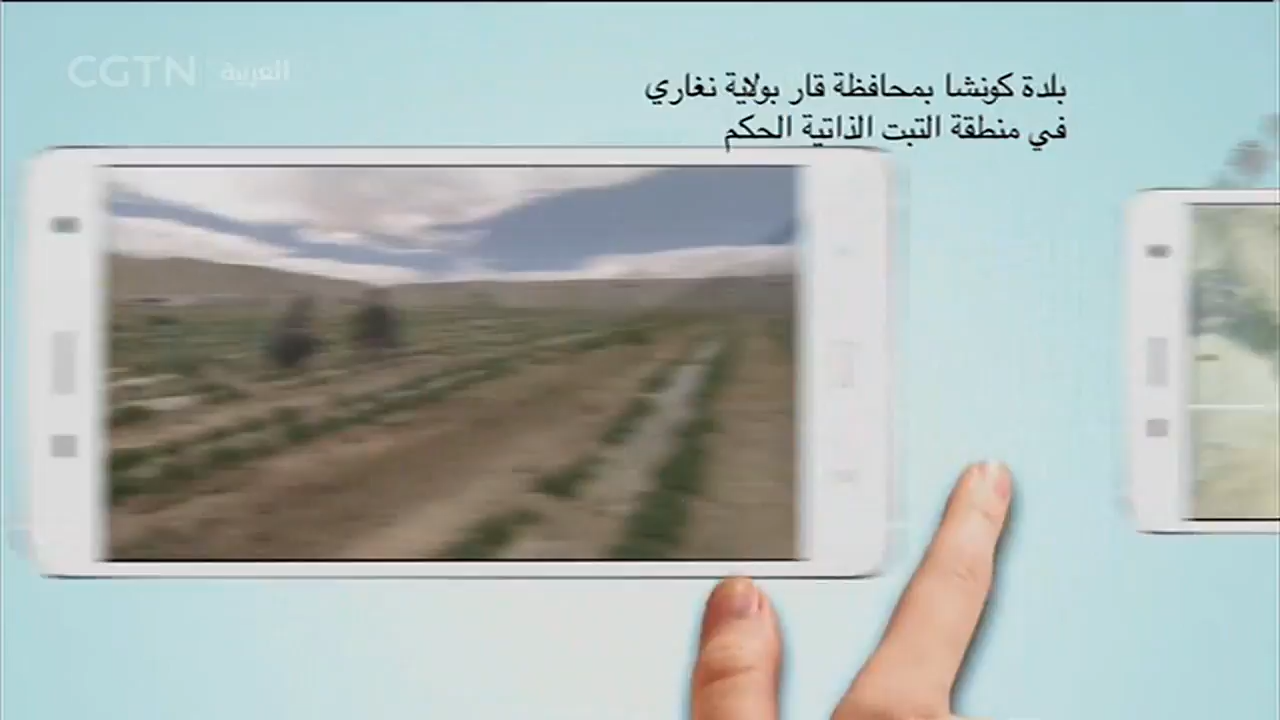 CGTN العربية
بلدة كونشا بمحافظة قار بولاية نغاري
في منطقة التبت الذاتية الحكم